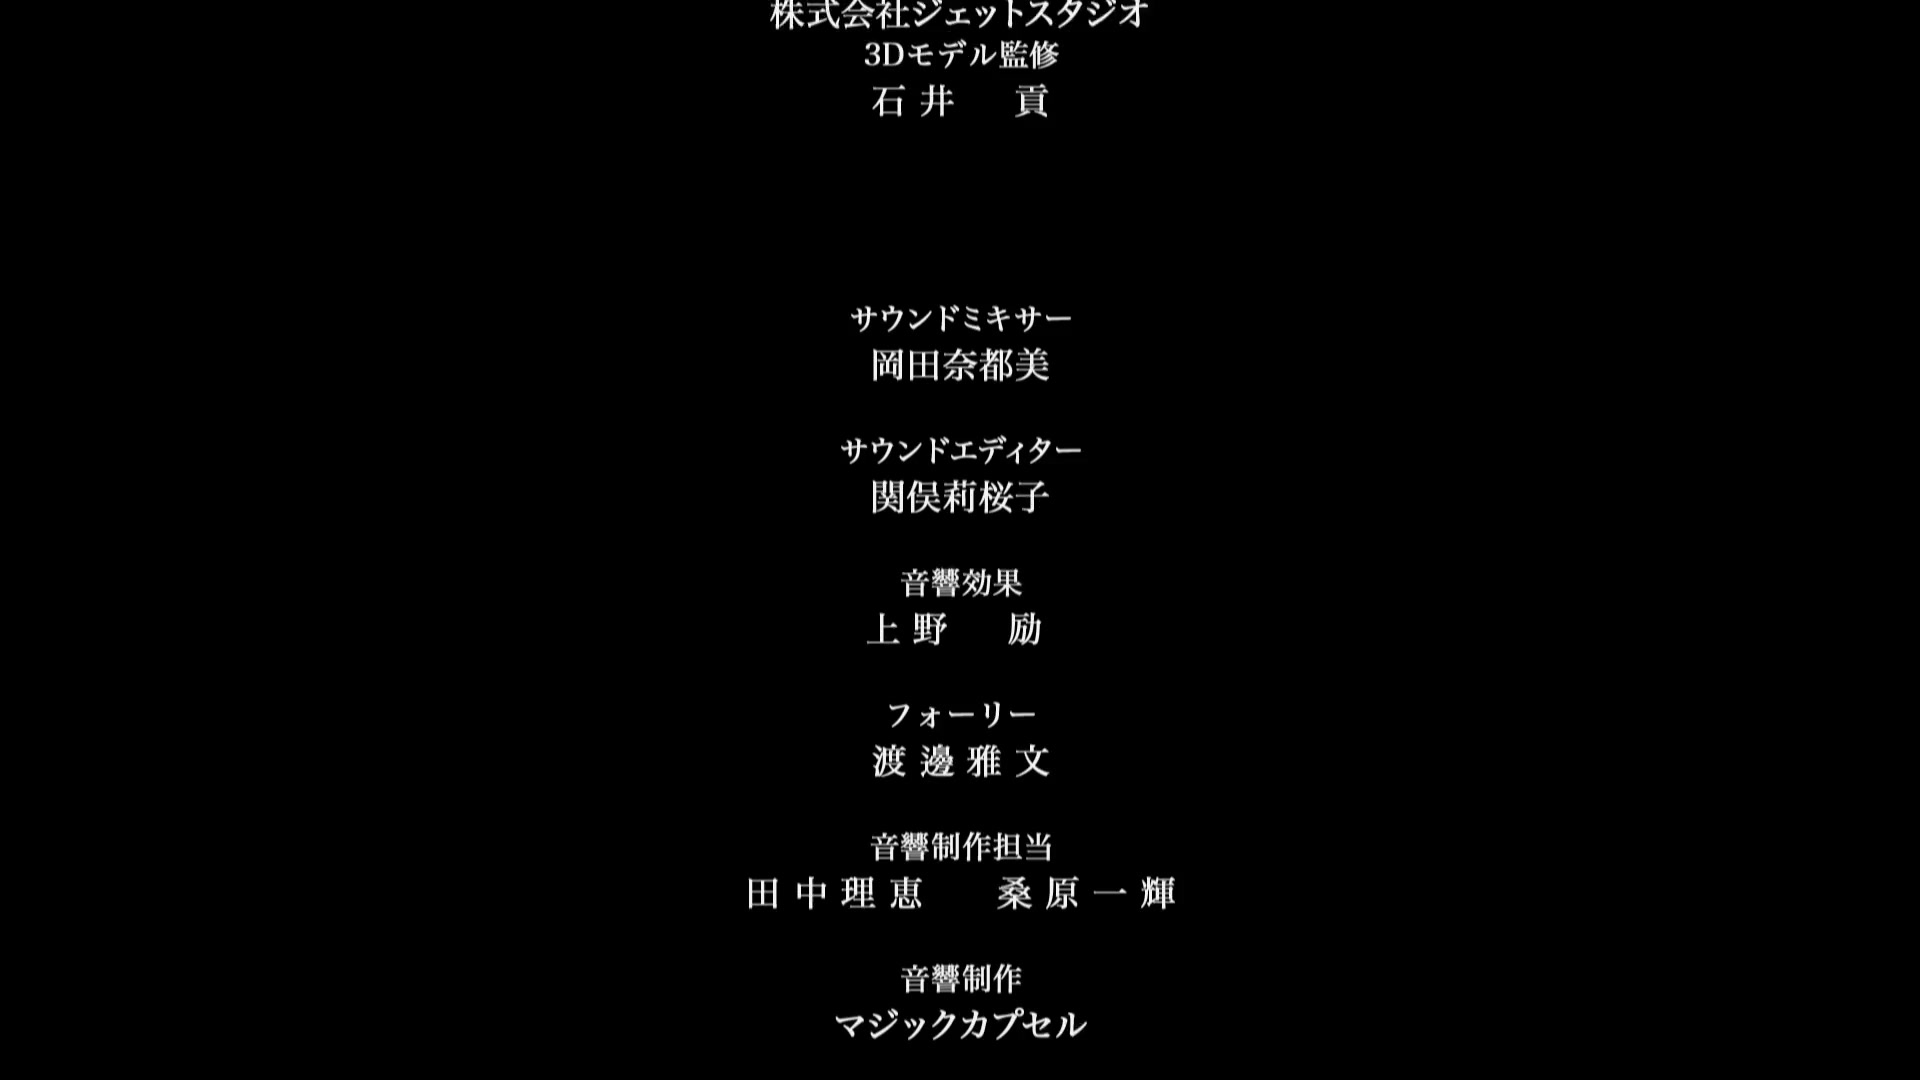 株式会社ジェットスタジオ
3Dモデル監修
石井　貢
サウンドミキサー
岡田奈都美
サウンドエディター
関俣莉桜子
音響効果
上野　励
フォーリー
渡邊雅文
音響制作担当
田中理恵　桑原一輝
音響制作
マジックカプセル